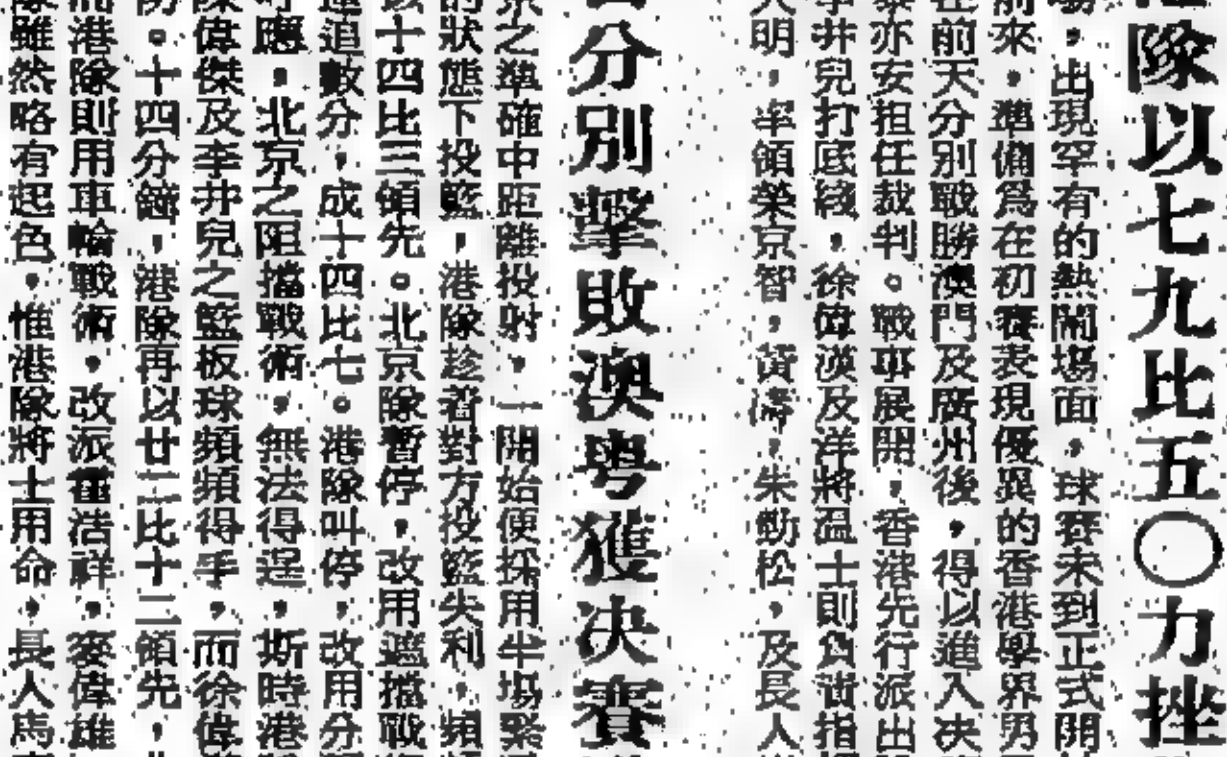 隊以七九比五〇力挫
場，出現罕有的熱鬧場面，球賽未到正式開
前來，準備為在初賽表現優異的香港學界男
在前天分別戰勝澳門及廣州後，得以進入決
泰亦安担任裁判。戰事展開，香港先行派出
李井兒打底綫，徐偉漢及洋將温士則負責指
大明，率領榮京智，黃濤，朱勁松，及長人
分別擊敗澳粤獲决賽
京之準確中距離投射，一開始便採用半場緊
的狀態下投籃，港隊趁着對方投籃失利，頻
以十四比三領先。北京隊暫停，改用遮擋戰
連追數分，成十四比七。港隊叫停，改用分
呼應，北京之阻擋戰術，無法得逞，斯時港
陳偉傑及李井兒之籃板球頻頻得手，而徐偉
防。十四分鐘，港隊再以廿二比十二領先，
而港隊則用車輪戰術，改派浩祥，麥偉雄
隊雖然略有起色，惟港隊將士用命，長人馬